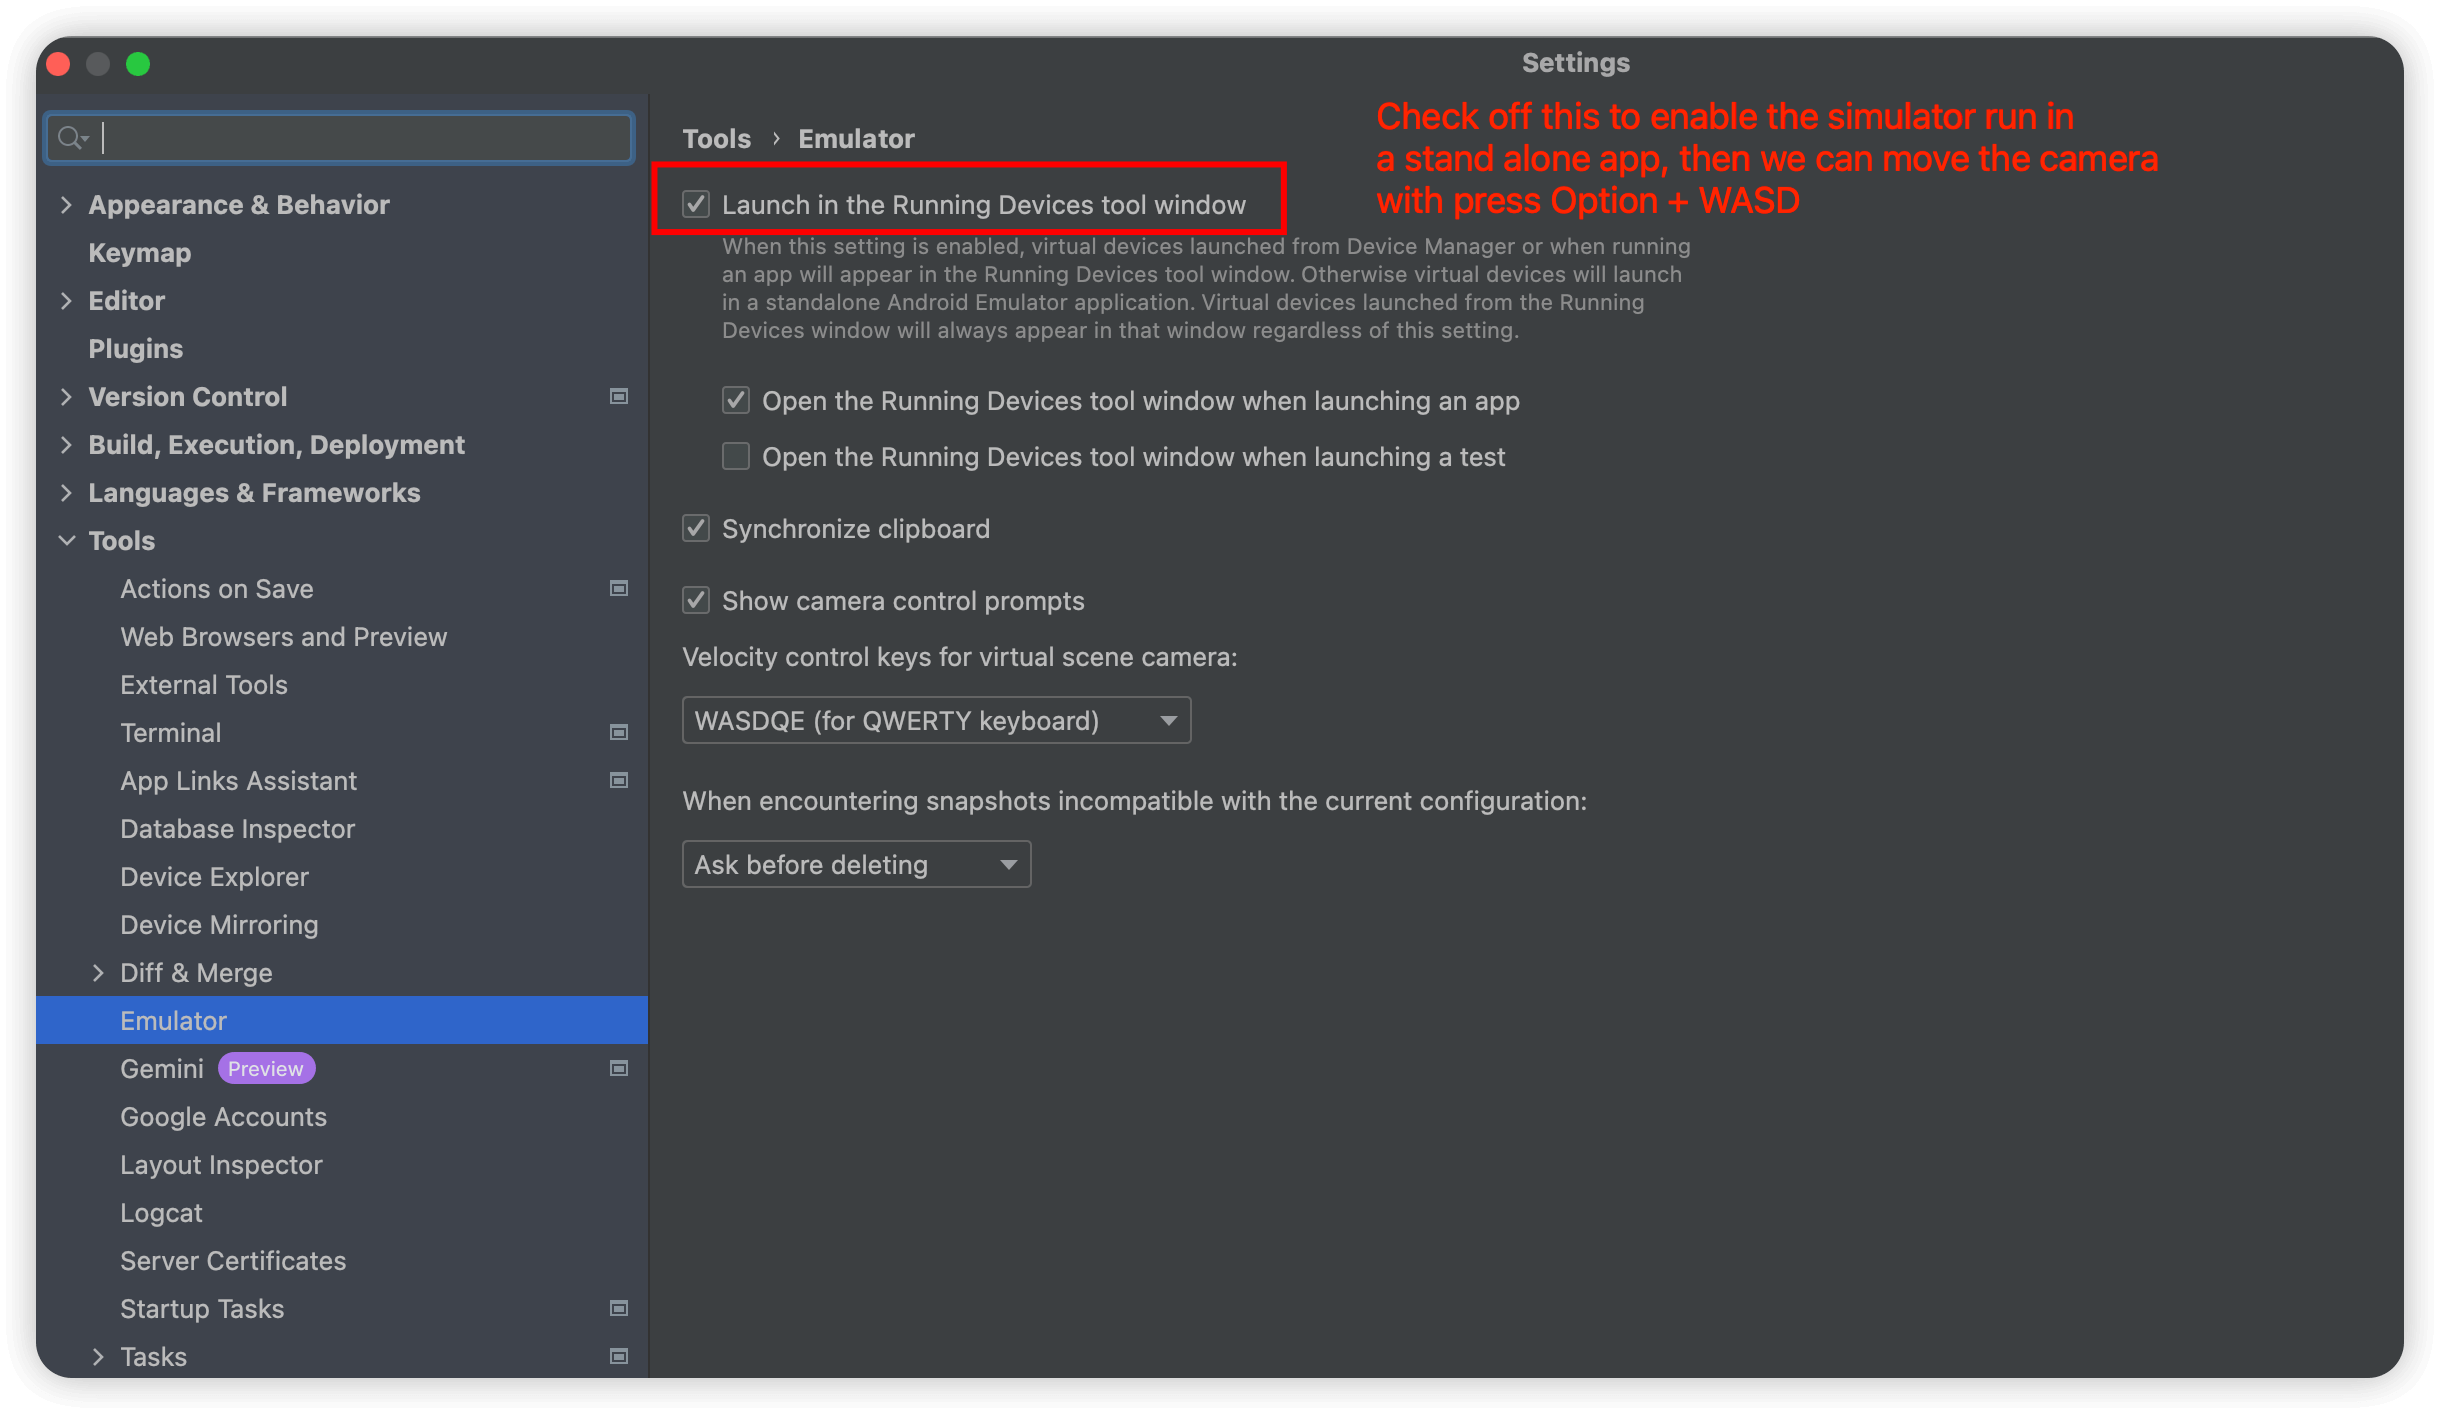 Settings
Appearance & Behavior
Keymap
Editor
Plugins
Version Control
Build, Execution, Deployment
Languages & Frameworks
Tools
Actions on Save
Web Browsers and Preview
External Tools
Terminal
App Links Assistant
Database Inspector
Device Explorer
Device Mirroring
Diff & Merge
Emulator
Gemini Preview
Google Accounts
Layout Inspector
Logcat
Server Certificates
Startup Tasks
Tasks
Tools › Emulator
Check off this to enable the simulator run in
a stand alone app, then we can move the camera
with press Option + WASD
Launch in the Running Devices tool window
When this setting is enabled, virtual devices launched from Device Manager or when running
an app will appear in the Running Devices tool window. Otherwise virtual devices will launch
in a standalone Android Emulator application. Virtual devices launched from the Running
Devices window will always appear in that window regardless of this setting.
Open the Running Devices tool window when launching an app
Open the Running Devices tool window when launching a test
Synchronize clipboard
Show camera control prompts
Velocity control keys for virtual scene camera:
WASDQE (for QWERTY keyboard)
When encountering snapshots incompatible with the current configuration:
Ask before deleting